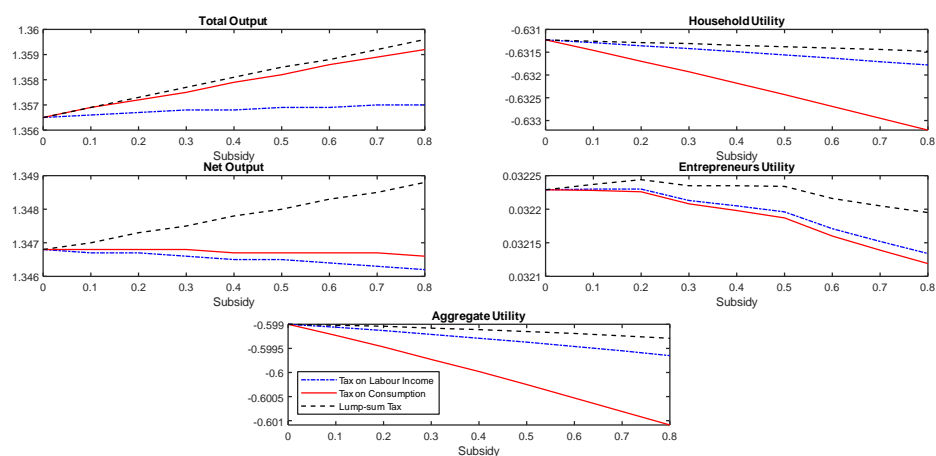 Total Output
1.36
1.359
1.358
1.357
1.356
0 0.1 0.2 0.3 0.4 0.5 0.6 0.7 0.8
Subsidy
Household Utility
-0.631
-0.6315
-0.632
-0.6325
-0.633
0 0.1 0.2 0.3 0.4 0.5 0.6 0.7 0.8
Subsidy
Net Output
1.349
1.348
1.347
1.346
0 0.1 0.2 0.3 0.4 0.5 0.6 0.7 0.8
Subsidy
Entrepreneurs Utility
0.03225
0.0322
0.03215
0.0321
0 0.1 0.2 0.3 0.4 0.5 0.6 0.7 0.8
Subsidy
Aggregate Utility
-0.599
-0.5995
-0.6
-0.6005
-0.601
Tax on Labour Income
Tax on Consumption
Lump-sum Tax
0 0.1 0.2 0.3 0.4 0.5 0.6 0.7 0.8
Subsidy